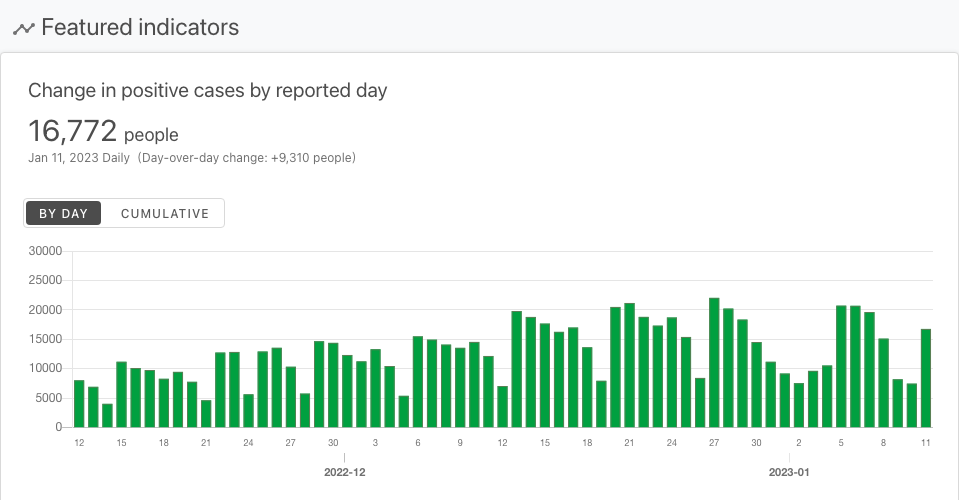 Featured indicators
Change in positive cases by reported day
16,772 people
Jan 11, 2023 Daily (Day-over-day change: +9,310 people)
BY DAY CUMULATIVE
30000
25000
20000
15000
10000
5000
0
12 15 18 21 24 27 30 3 6 9 12 15 18 21 24 27 30 2 5 8 11
2022-12 2023-01